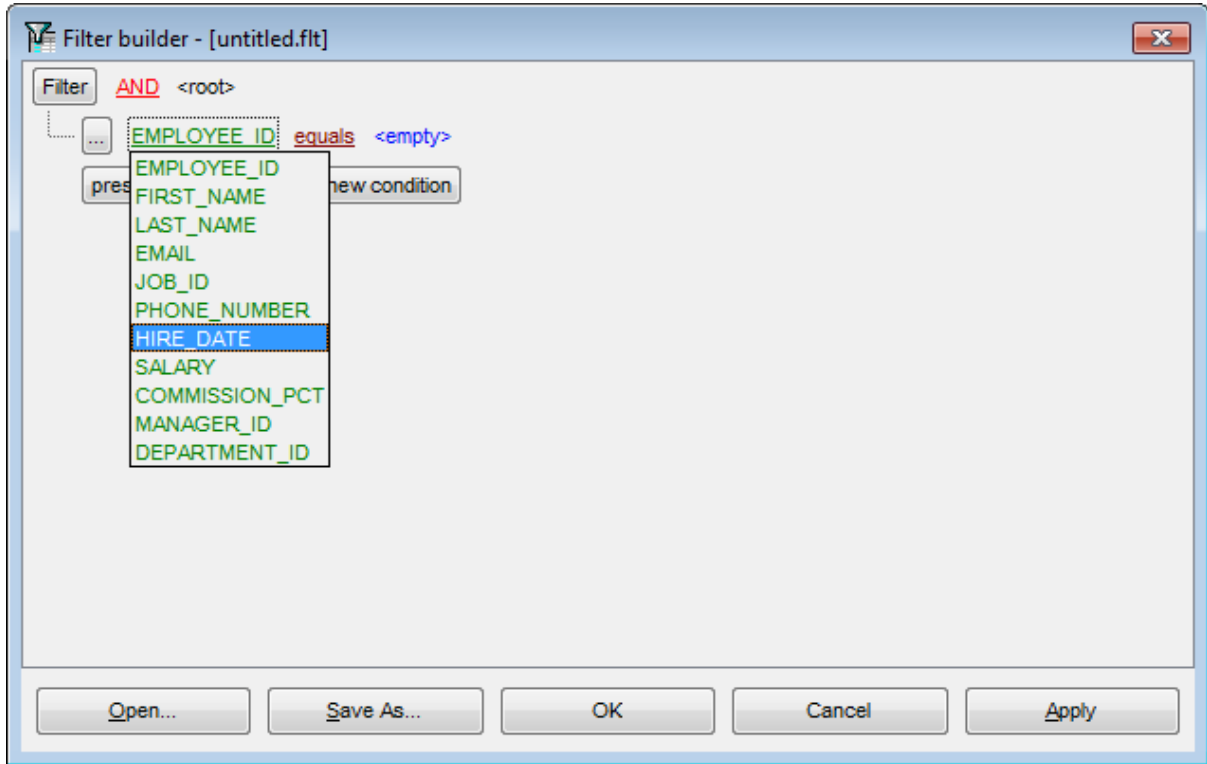 Filter builder - [untitled.flt]
Filter AND <root>
... EMPLOYEE_ID equals <empty>
EMPLOYEE_ID
pres new condition
FIRST_NAME
LAST_NAME
EMAIL
JOB_ID
PHONE_NUMBER
HIRE_DATE
SALARY
COMMISSION_PCT
MANAGER_ID
DEPARTMENT_ID
Open... Save As... OK Cancel Apply